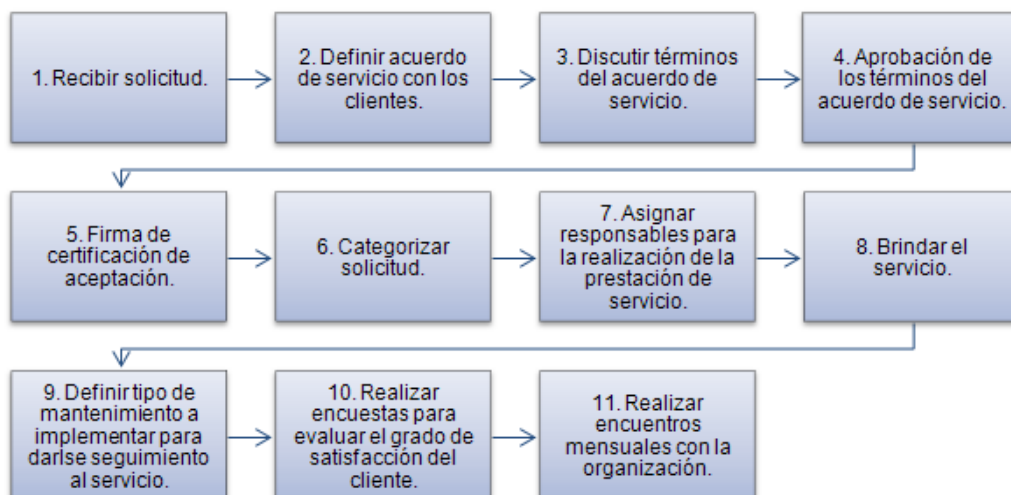 1. Recibir solicitud.
2. Definir acuerdo
de servicio con los
clientes.
3. Discutir términos
del acuerdo de
servicio.
4. Aprobación de
los términos del
acuerdo de servicio.
5. Firma de
certificación de
aceptación.
6. Categorizar
solicitud.
7. Asignar
responsables para
la realización de la
prestación de
servicio.
8. Brindar el
servicio.
9. Definir tipo de
mantenimiento a
implementar para
darlse seguimiento
al servicio.
10. Realizar
encuestas para
evaluar el grado de
satisfacción del
cliente.
11. Realizar
encuentros
mensuales con la
organización.